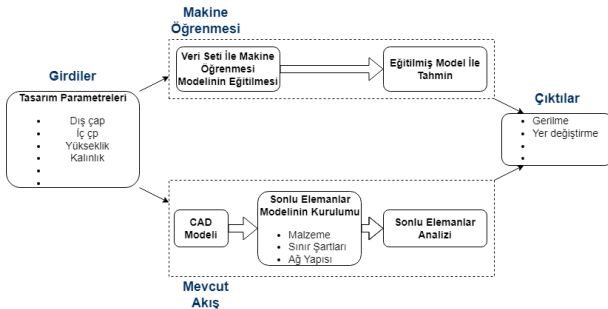 Makine
Öğrenmesi
Veri Seti İle Makine
Öğrenmesi
Modelinin Eğitilmesi
Eğitilmiş Model İle
Tahmin
Girdiler
Tasarım Parametreleri
Dış çap
İç çp
Yükseklik
Kalınlık
Çıktılar
Gerilme
Yer değiştirme
CAD
Modeli
Sonlu Elemanlar
Modelinin Kurulumu
Malzeme
Sınır Şartları
Ağ Yapısı
Sonlu Elemanlar
Analizi
Mevcut
Akış